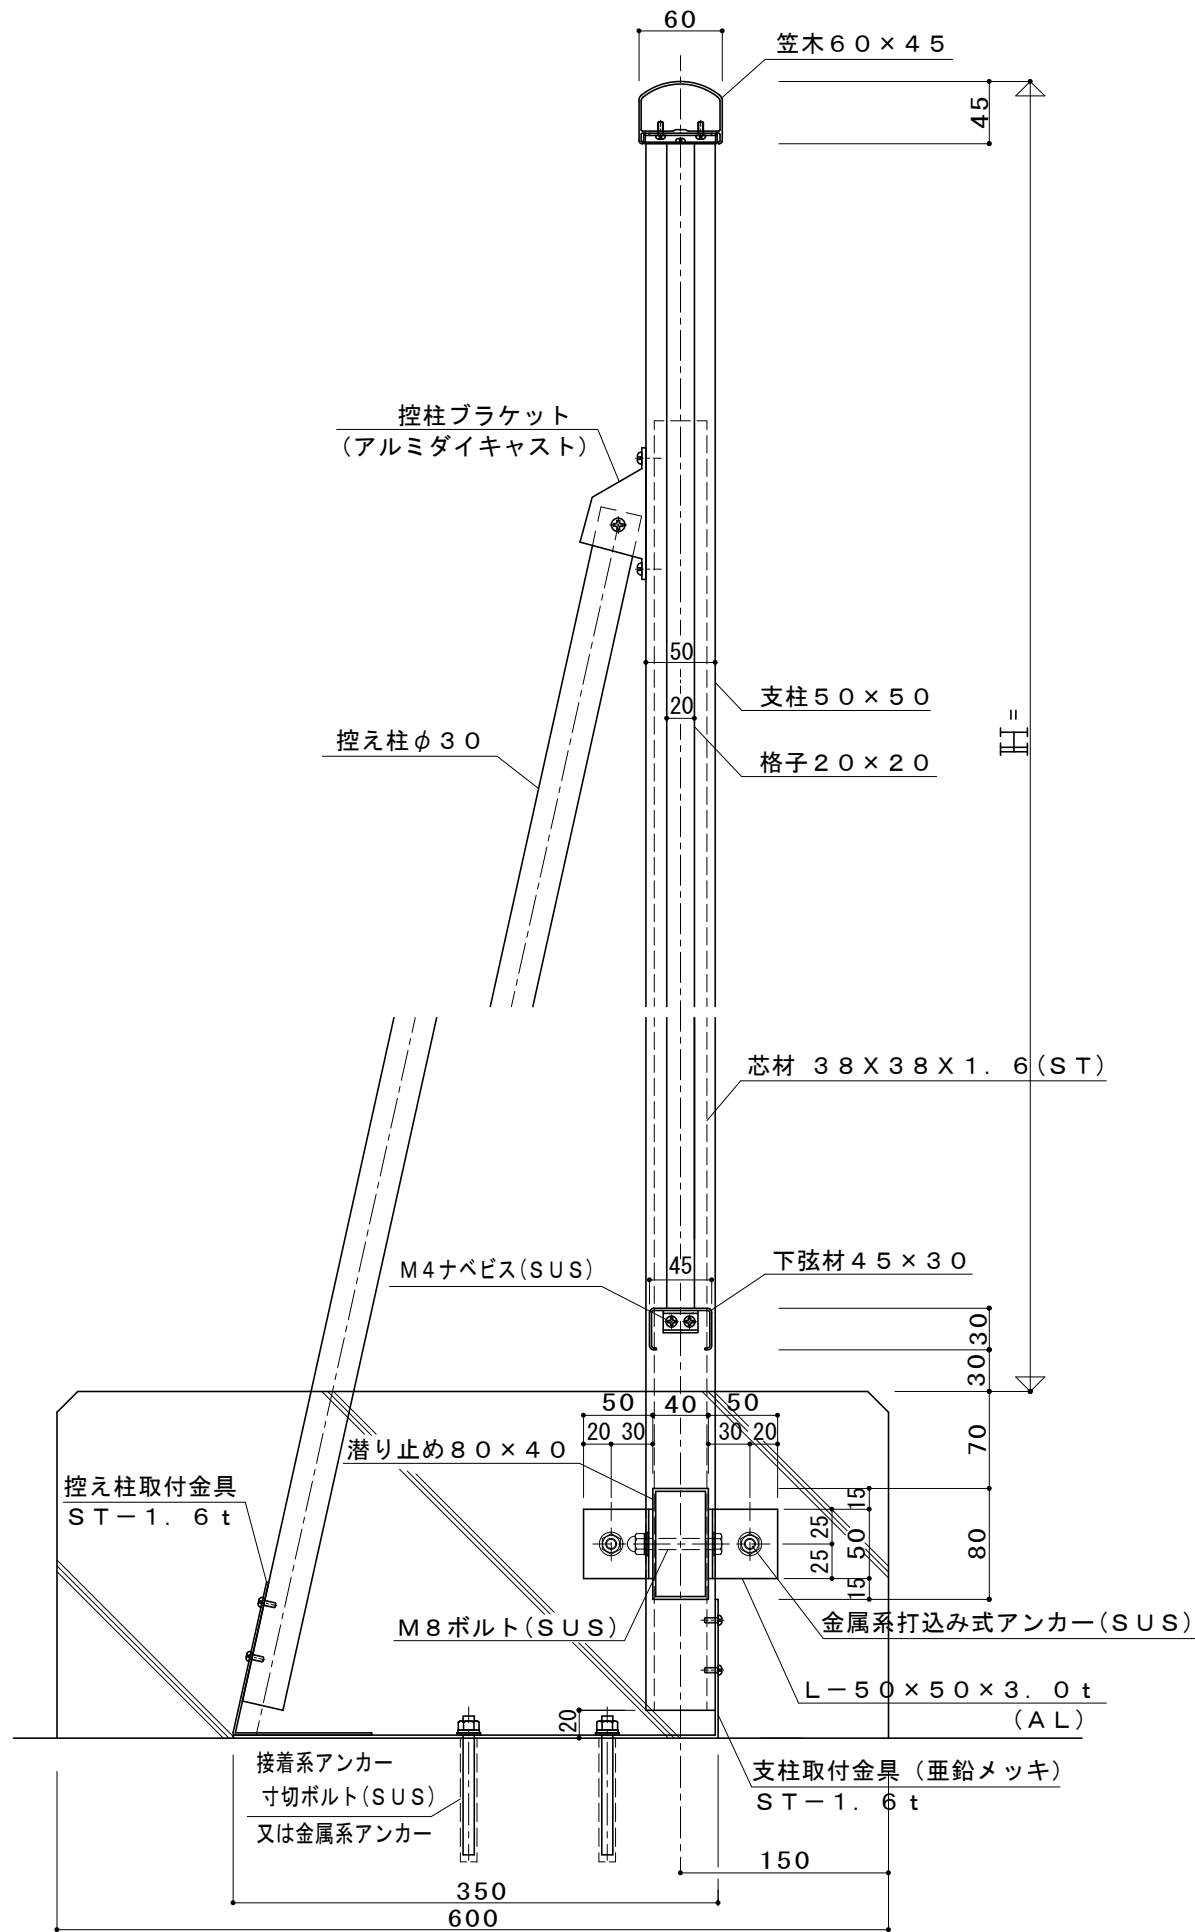 60
笠木60×45
45
控柱ブラケット
(アルミダイキャスト)
50
支柱50×50
20
H=
控え柱φ30
格子20×20
芯材 38X38X1.6(ST)
M4ナベビス(SUS)
45
下弦材45×30
30
30
50 40 50
20 30 30 20
70
潜り止め80×40
控え柱取付金具
ST-1.6t
15
25
50
80
25
15
M8ボルト(SUS)
金属系打込み式アンカー(SUS)
L-50×50×3.0t
(AL)
20
接着系アンカー
寸切ボルト(SUS)
又は金属系アンカー
支柱取付金具(亜鉛メッキ)
ST-1.6t
150
350
600